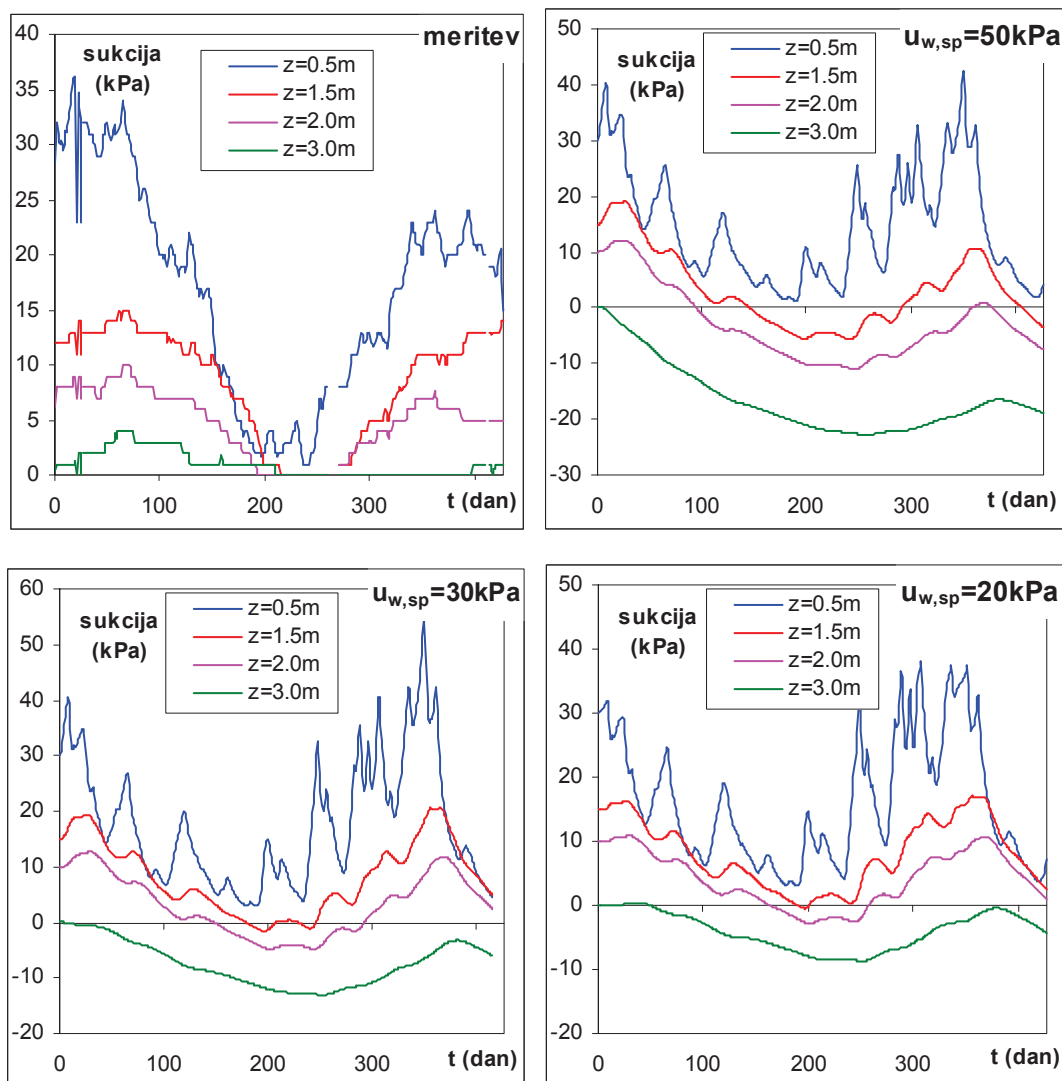 meritev
sukcija
(kPa)
z=0.5m
z=1.5m
z=2.0m
z=3.0m
40
35
30
25
20
15
10
5
0
0
100
200
300
t (dan)
u_w,sp=50kPa
sukcija
(kPa)
z=0.5m
z=1.5m
z=2.0m
z=3.0m
50
40
30
20
10
0
-10
-20
-30
0
100
200
300
t (dan)
u_w,sp=30kPa
sukcija
(kPa)
z=0.5m
z=1.5m
z=2.0m
z=3.0m
60
50
40
30
20
10
0
-10
-20
0
100
200
300
t (dan)
u_w,sp=20kPa
sukcija
(kPa)
z=0.5m
z=1.5m
z=2.0m
z=3.0m
50
40
30
20
10
0
-10
-20
0
100
200
300
t (dan)